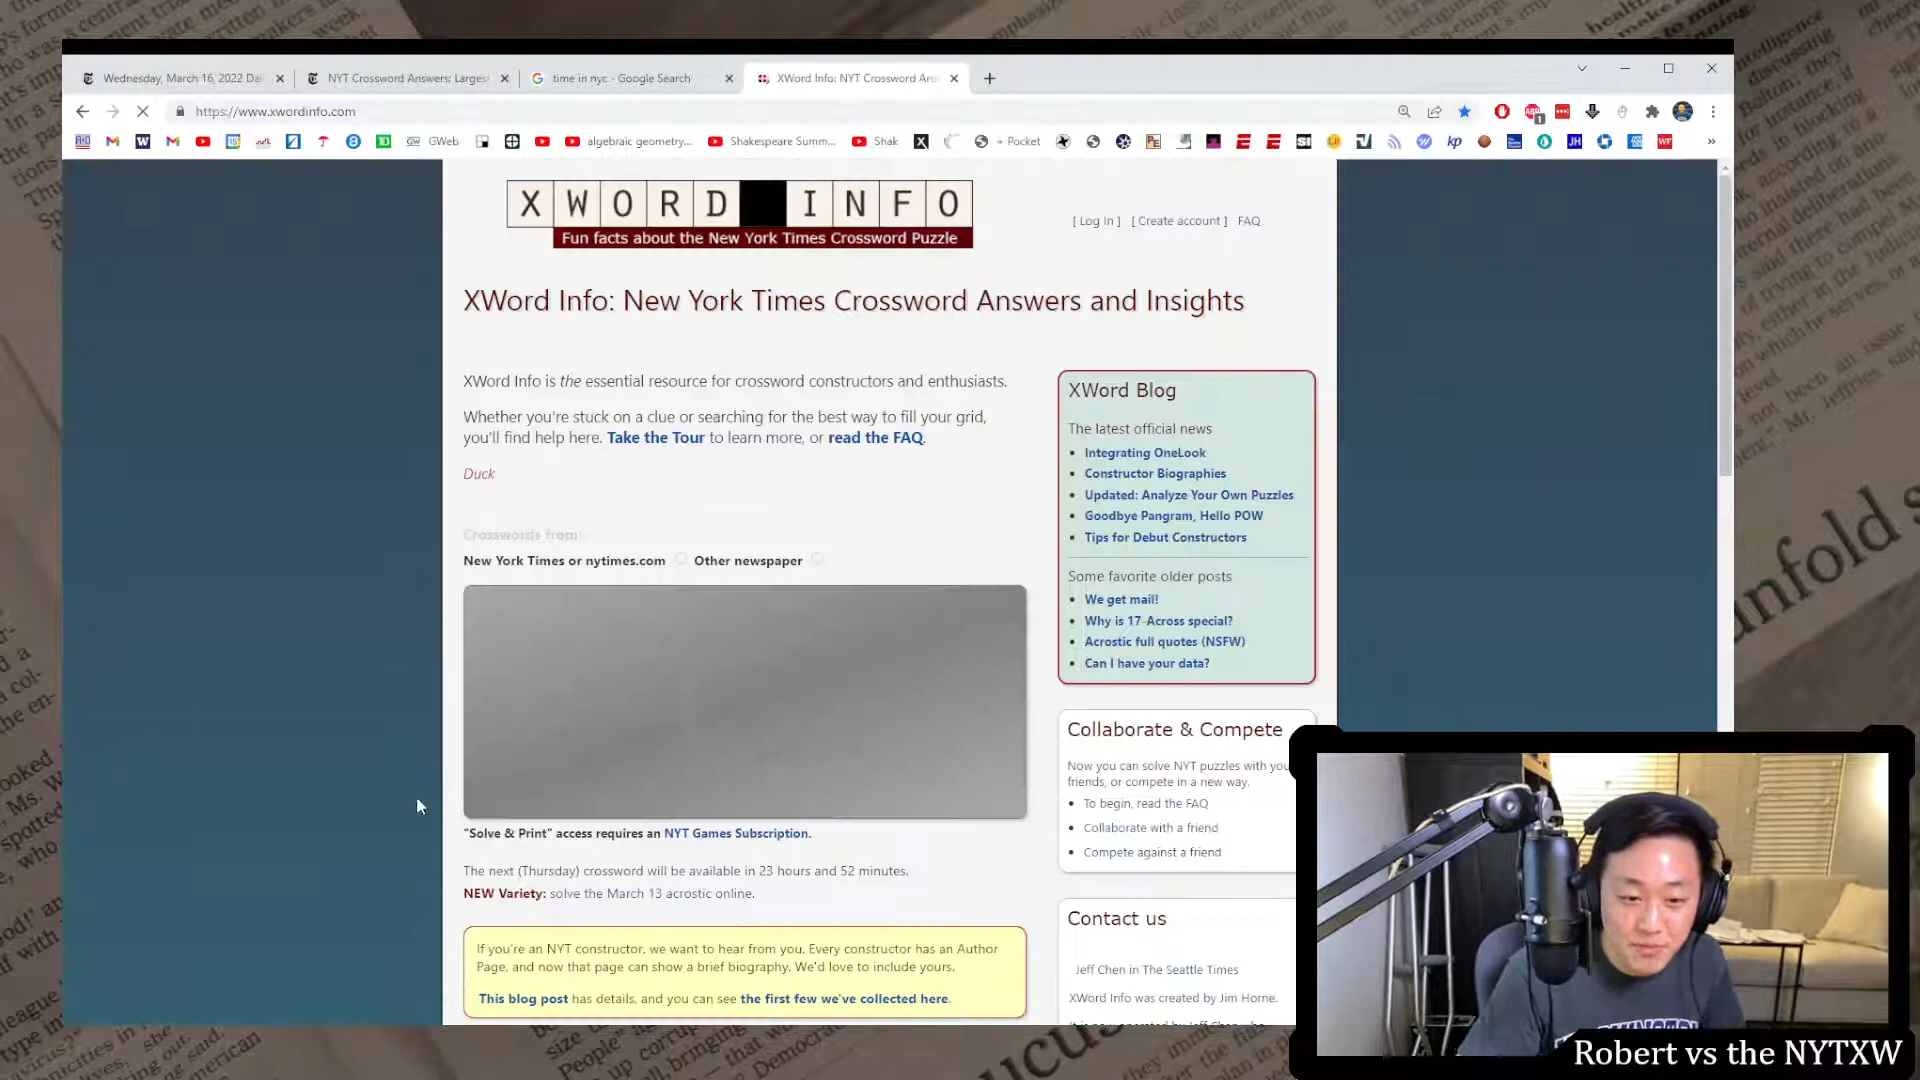 Wednesday, March 16, 2022 Dai
NYT Crossword Answers: Larges
time in nyc - Google Search
XWord Info: NYT Crossword Ans
https://www.xwordinfo.com
GWeb
algebraic geometry...
Shakespeare Summ...
Shak
Pocket
XWORD INFO
Fun facts about the New York Times Crossword Puzzle
[ Log In ] [ Create account ] FAQ
XWord Info: New York Times Crossword Answers and Insights
XWord Info is the essential resource for crossword constructors and enthusiasts.
Whether you're stuck on a clue or searching for the best way to fill your grid,
you'll find help here. Take the Tour to learn more, or read the FAQ.
Duck
Crosswords from:
New York Times or nytimes.com Other newspaper
"Solve & Print" access requires an NYT Games Subscription.
The next (Thursday) crossword will be available in 23 hours and 52 minutes.
NEW Variety: solve the March 13 acrostic online.
If you're an NYT constructor, we want to hear from you. Every constructor has an Author
Page, and now that page can show a brief biography. We'd love to include yours.
This blog post has details, and you can see the first few we've collected here.
XWord Blog
The latest official news
Integrating OneLook
Constructor Biographies
Updated: Analyze Your Own Puzzles
Goodbye Pangram, Hello POW
Tips for Debut Constructors
Some favorite older posts
We get mail!
Why is 17-Across special?
Acrostic full quotes (NSFW)
Can I have your data?
Collaborate & Compete
Now you can solve NYT puzzles with you
friends, or compete in a new way.
To begin, read the FAQ
Collaborate with a friend
Compete against a friend
Contact us
Jeff Chen in The Seattle Times
XWord Info was created by Jim Horne.
Robert vs the NYTXW